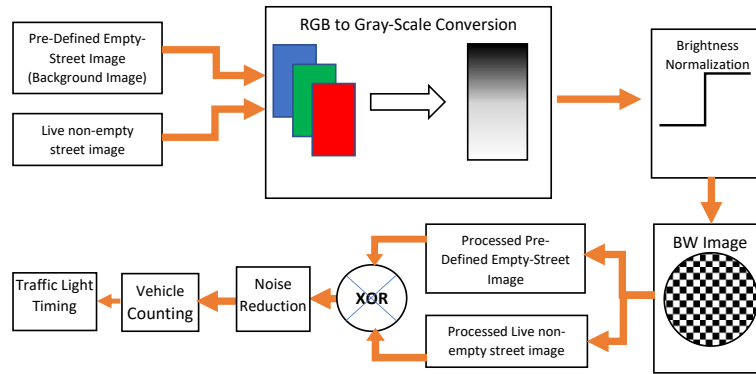 Pre-Defined Empty-
Street Image
(Background Image)
Live non-empty
street image
RGB to Gray-Scale Conversion
Brightness
Normalization
BW Image
Processed Pre-
Defined Empty-Street
Image
Processed Live non-
empty street image
XOR
Noise
Reduction
Vehicle
Counting
Traffic Light
Timing